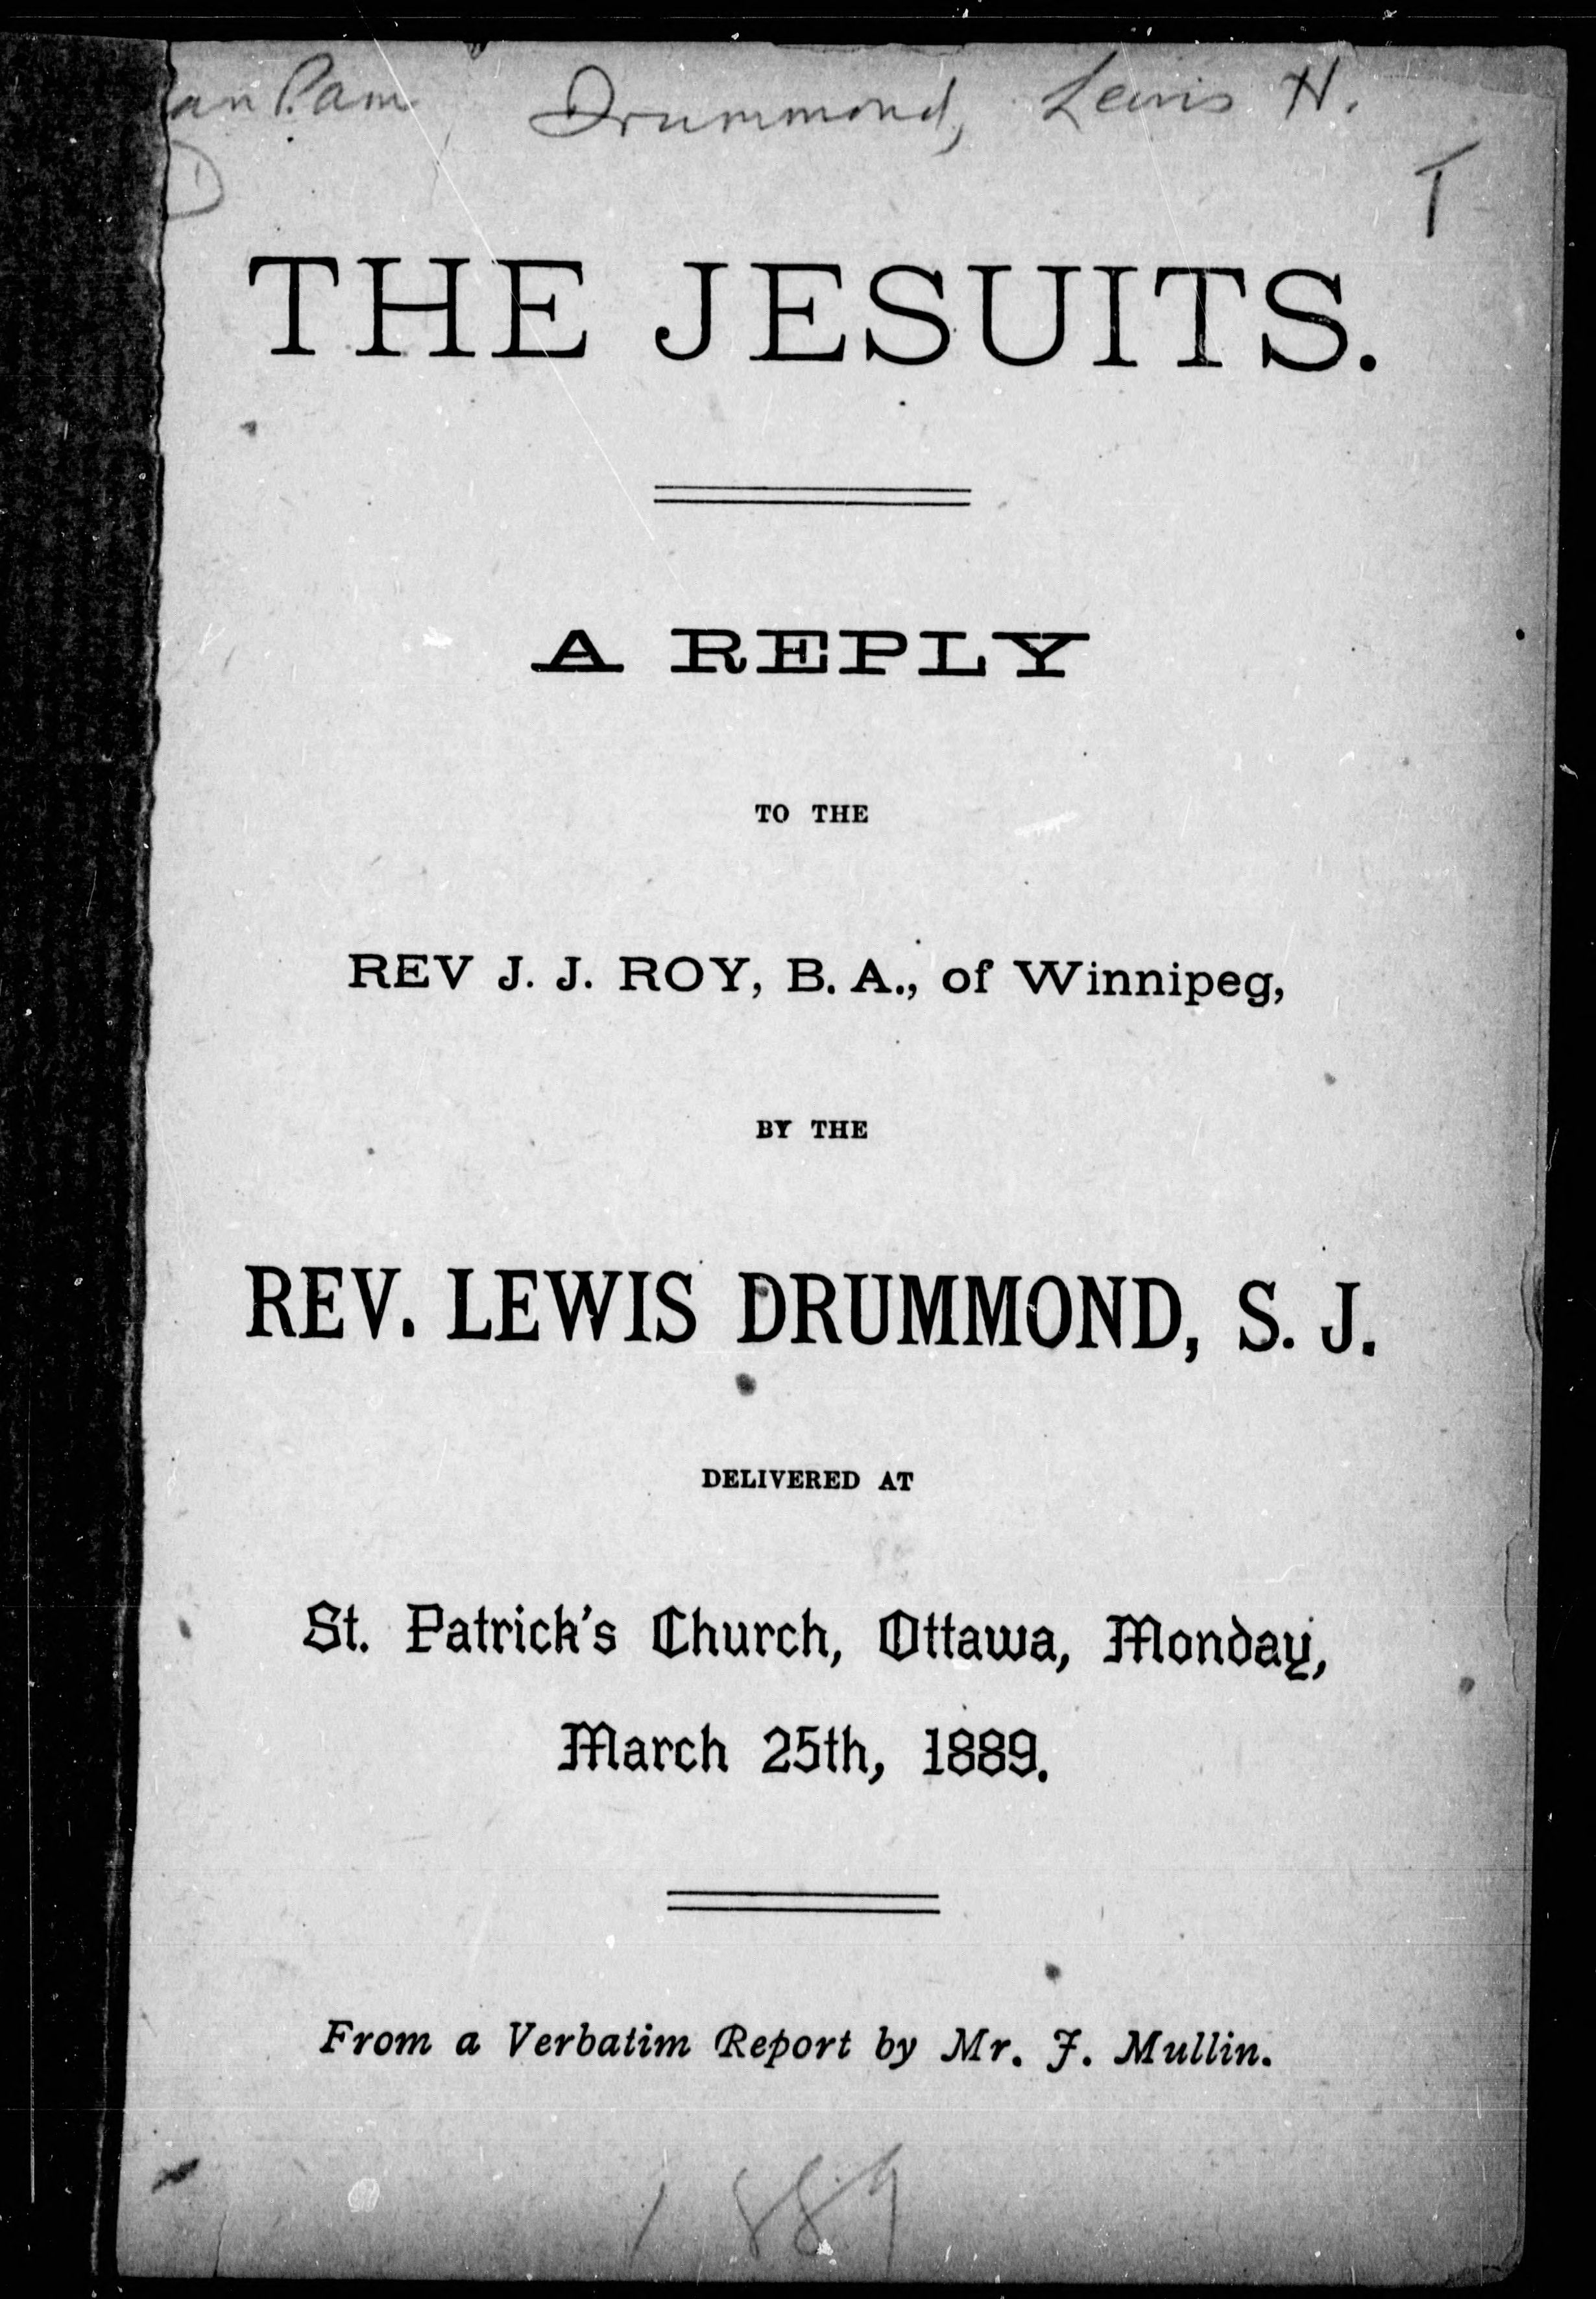 Drummond, Lewis H.
T
D
THE JESUITS.
A REPLY
TO THE
REV J. J. ROY, B. A., of Winnipeg,
BY THE
REV. LEWIS DRUMMOND, S. J.
DELIVERED AT
St. Patrick's Church, Ottawa, Monday,
March 25th, 1889.
From a Verbatim Report by Mr. J. Mullin.
1889